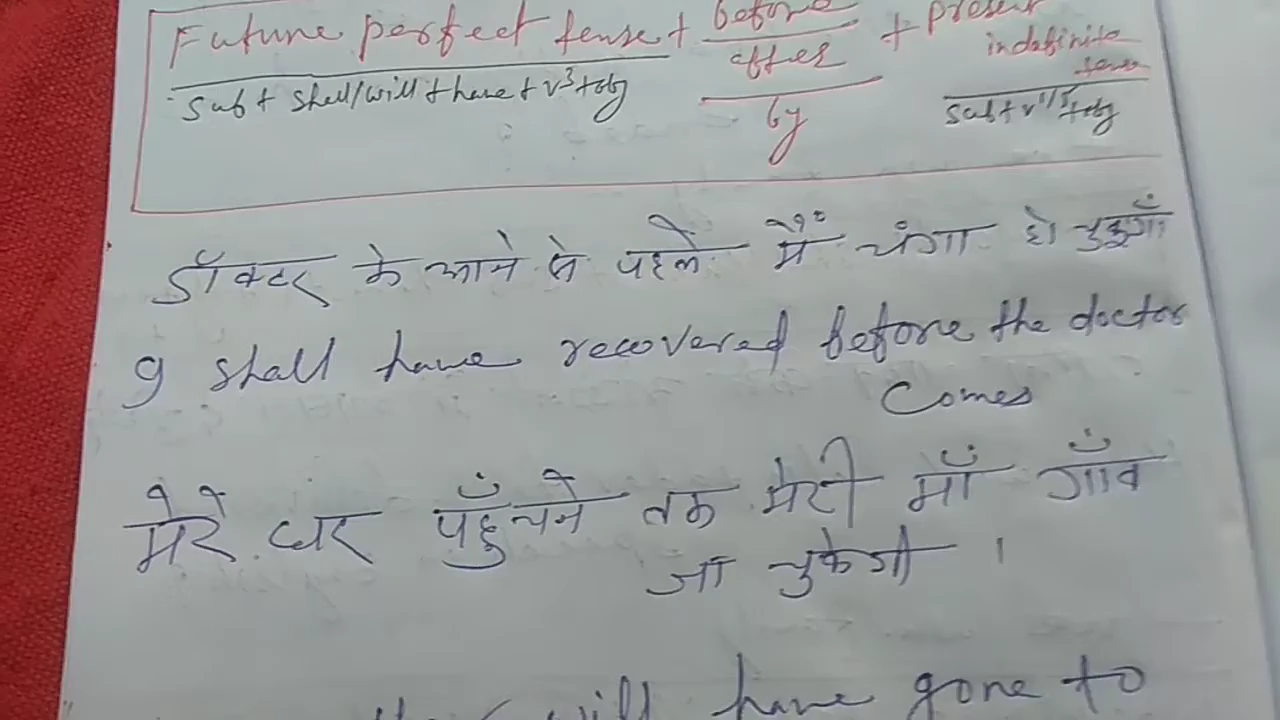 Future perfect tense + before + present
after indefinite
tense
Sub + shall/will + have + v³ + obj by Sub + v¹/⁵ + obj
डॉक्टर के आने से पहले मैं चंगा हो चुकूँगा
I shall have recovered before the doctor
Comes
मेरे घर पहुँचने तक मेरी माँ गाँव
जा चुकेगी ।
will have gone to